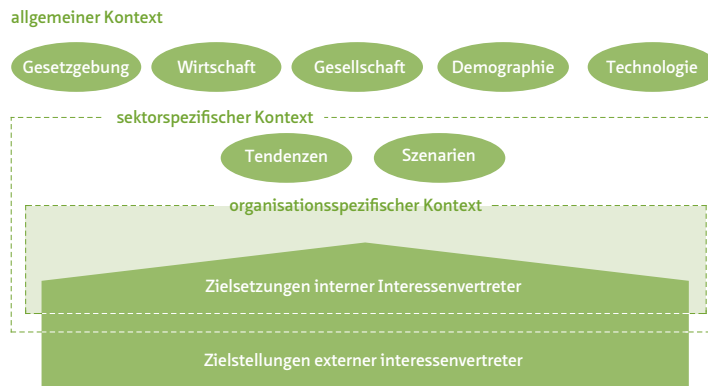 allgemeiner Kontext
Gesetzgebung Wirtschaft Gesellschaft Demographie Technologie
sektorspezifischer Kontext
Tendenzen Szenarien
organisationsspezifischer Kontext
Zielsetzungen interner Interessenvertreter
Zielstellungen externer interessenvertreter